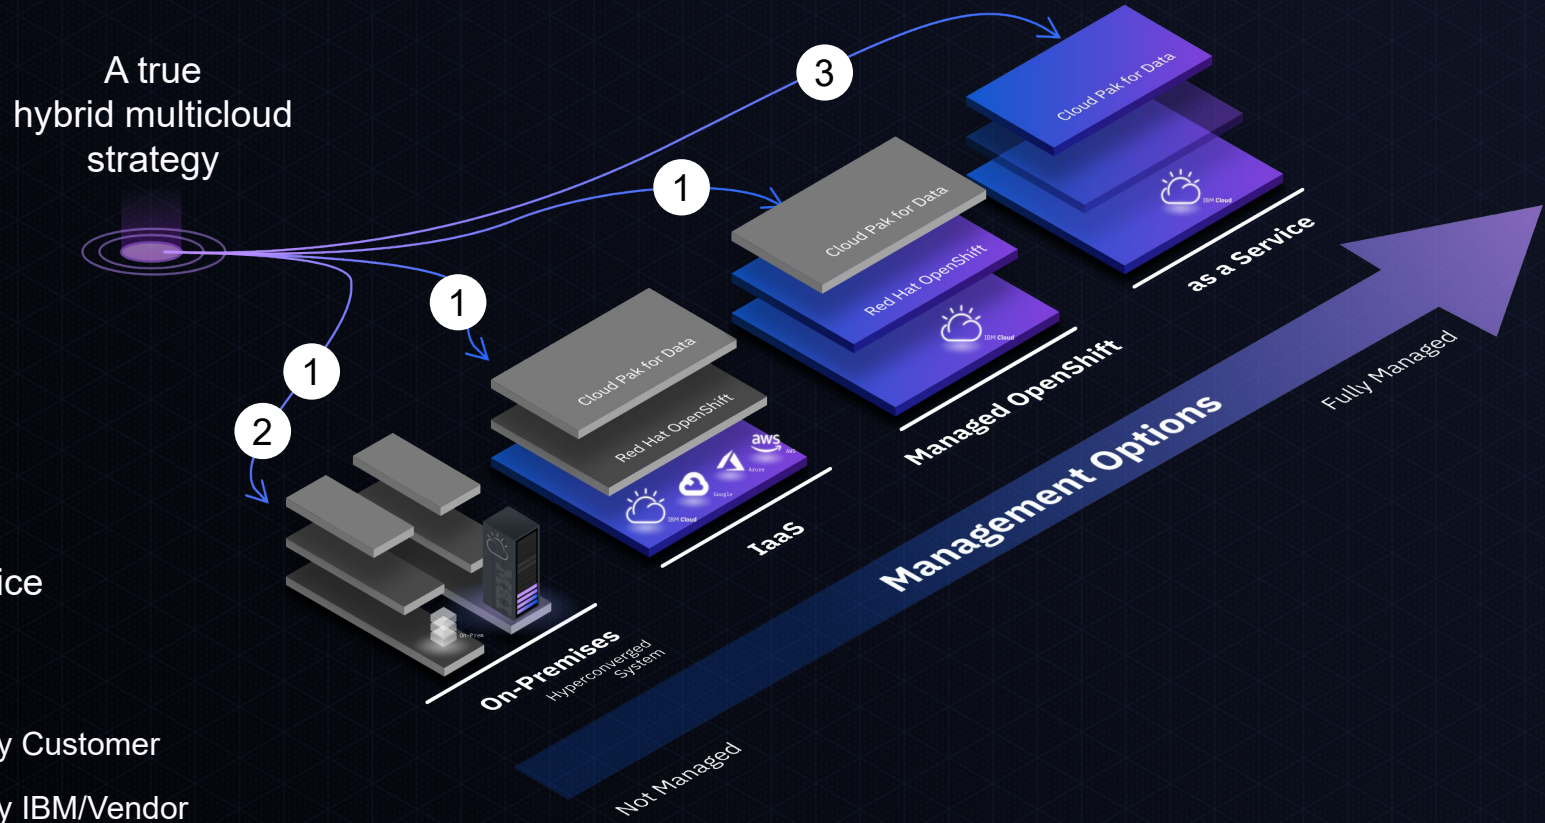 A true
hybrid multicloud
strategy
3
1
1
1
2
Cloud Pak for Data
IBM Cloud
as a Service
Cloud Pak for Data
Red Hat OpenShift
IBM Cloud
Managed OpenShift
Cloud Pak for Data
Red Hat OpenShift
aws
AWS
Azure
Google
IBM Cloud
IaaS
IBM
On-Prem
On-Premises
Hyperconverged
System
Management Options
Fully Managed
Not Managed
ice
y Customer
y IBM/Vendor